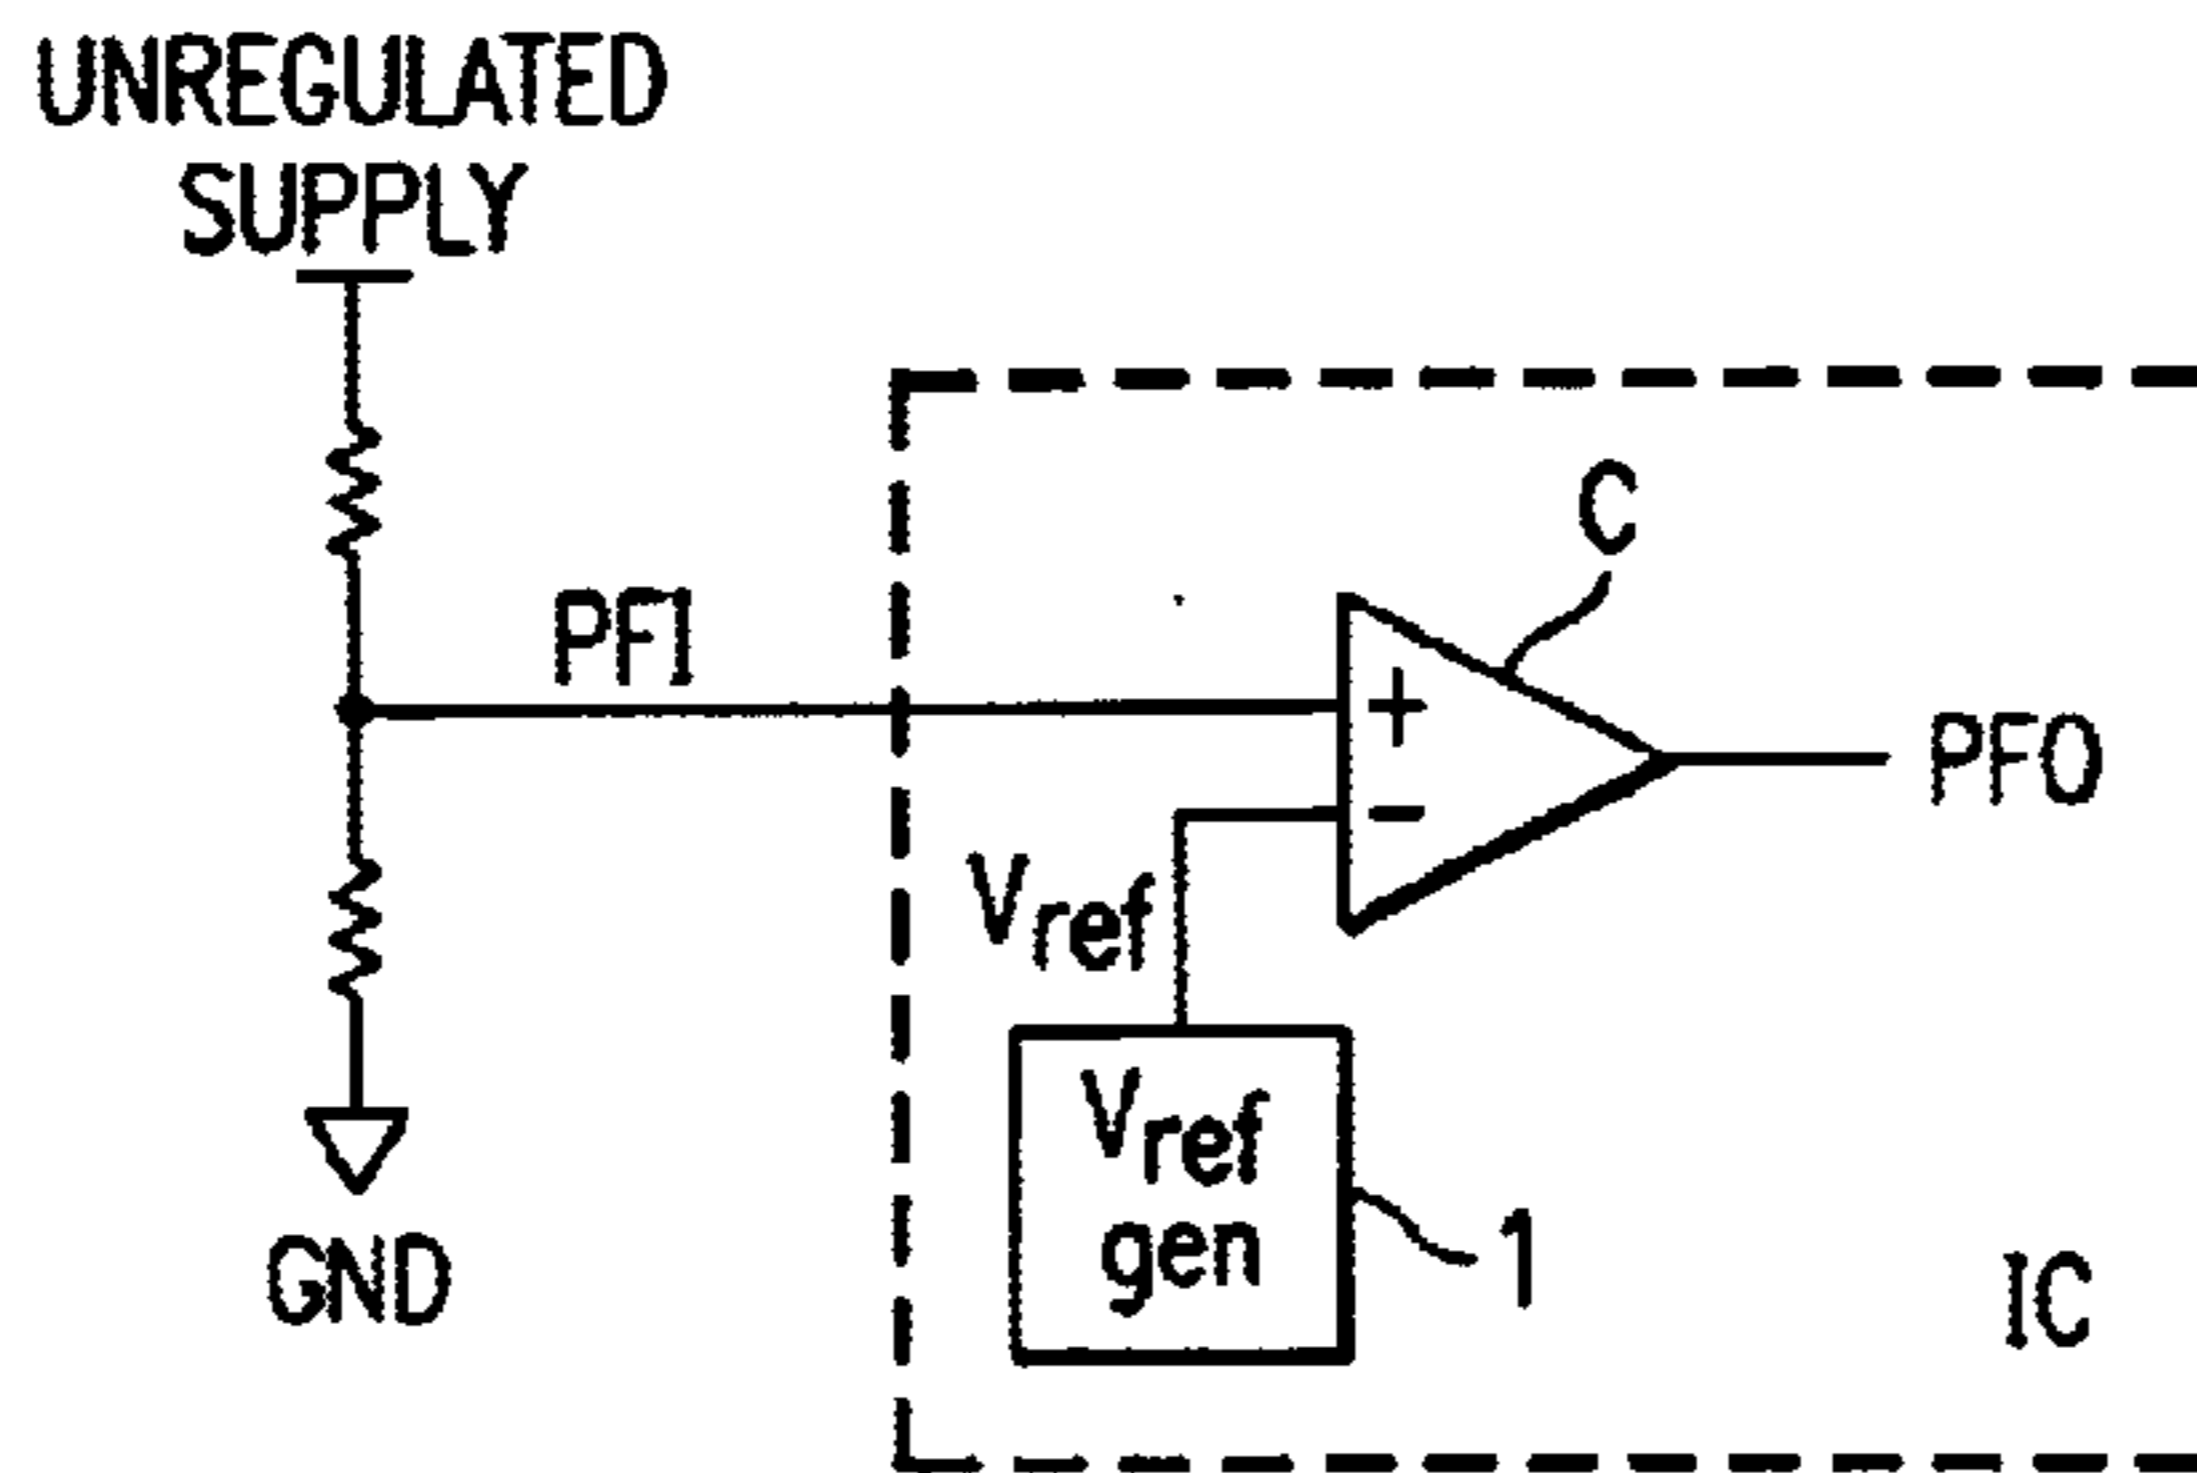 UNREGULATED
SUPPLY
C
PFI
+
PFO
-
Vref
Vref
gen
1
GND
IC